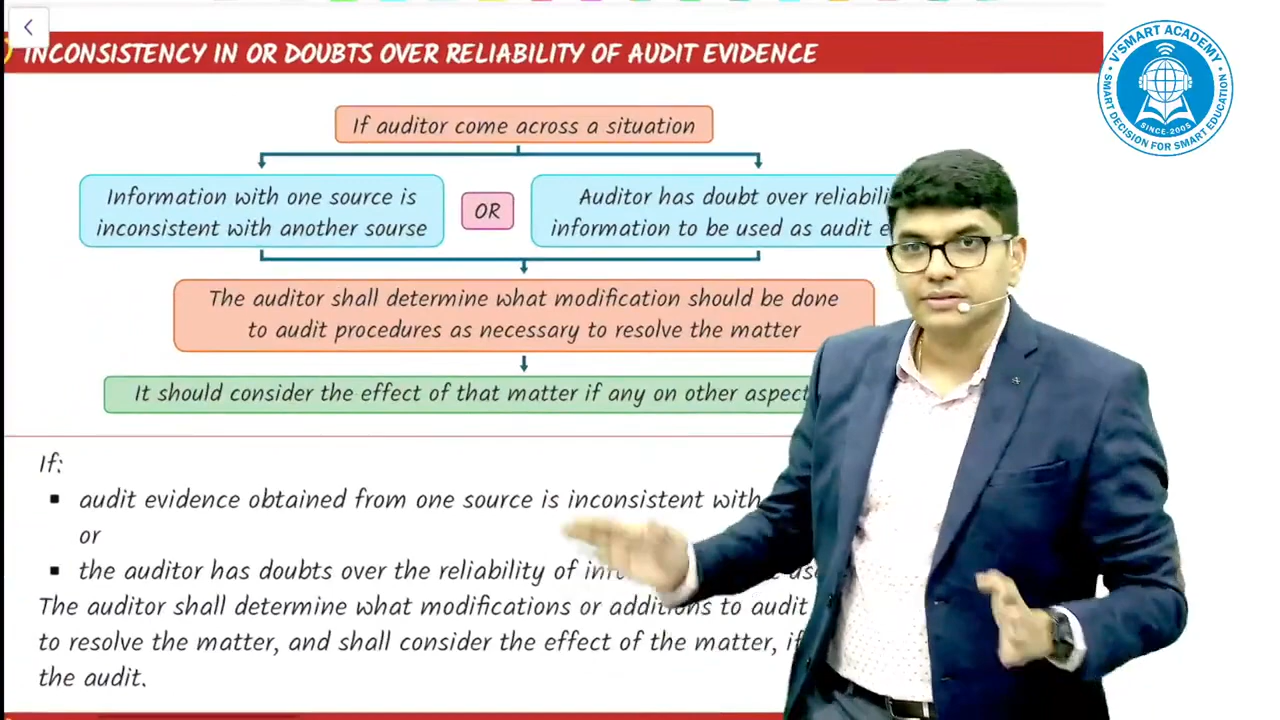 INCONSISTENCY IN OR DOUBTS OVER RELIABILITY OF AUDIT EVIDENCE
V'SMART ACADEMY
SMART DECISION FOR SMART EDUCATION
SINCE-2005
If auditor come across a situation
Information with one source is
inconsistent with another sourse
OR
Auditor has doubt over
information to be used as audit
The auditor shall determine what modification should be done
to audit procedures as necessary to resolve the matter
It should consider the effect of that matter if any on other
If:
▪ audit evidence obtained from one source is inconsistent with
or
▪ the auditor has doubts over the reliability of
The auditor shall determine what modifications or additions to audit
to resolve the matter, and shall consider the effect of the matter, if
the audit.